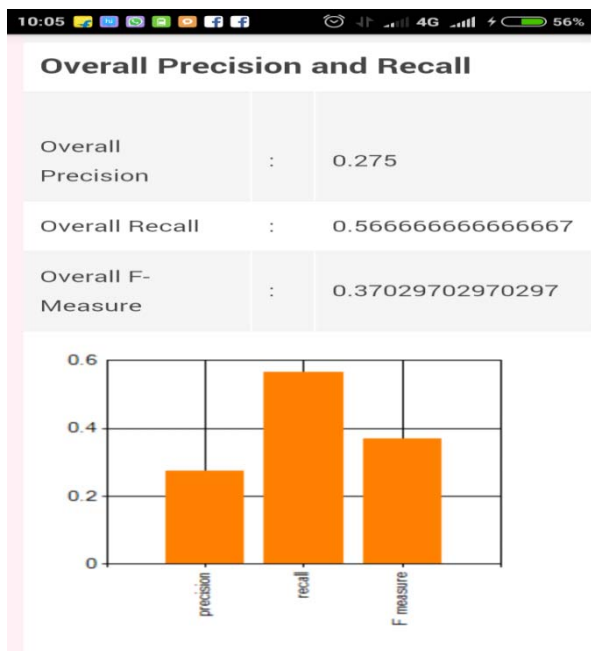 10:05 4G 56%
Overall Precision and Recall
Overall
Precision : 0.275
Overall Recall : 0.566666666666667
Overall F-
Measure : 0.37029702970297
0.6
0.4
0.2
0
precision recall F measure